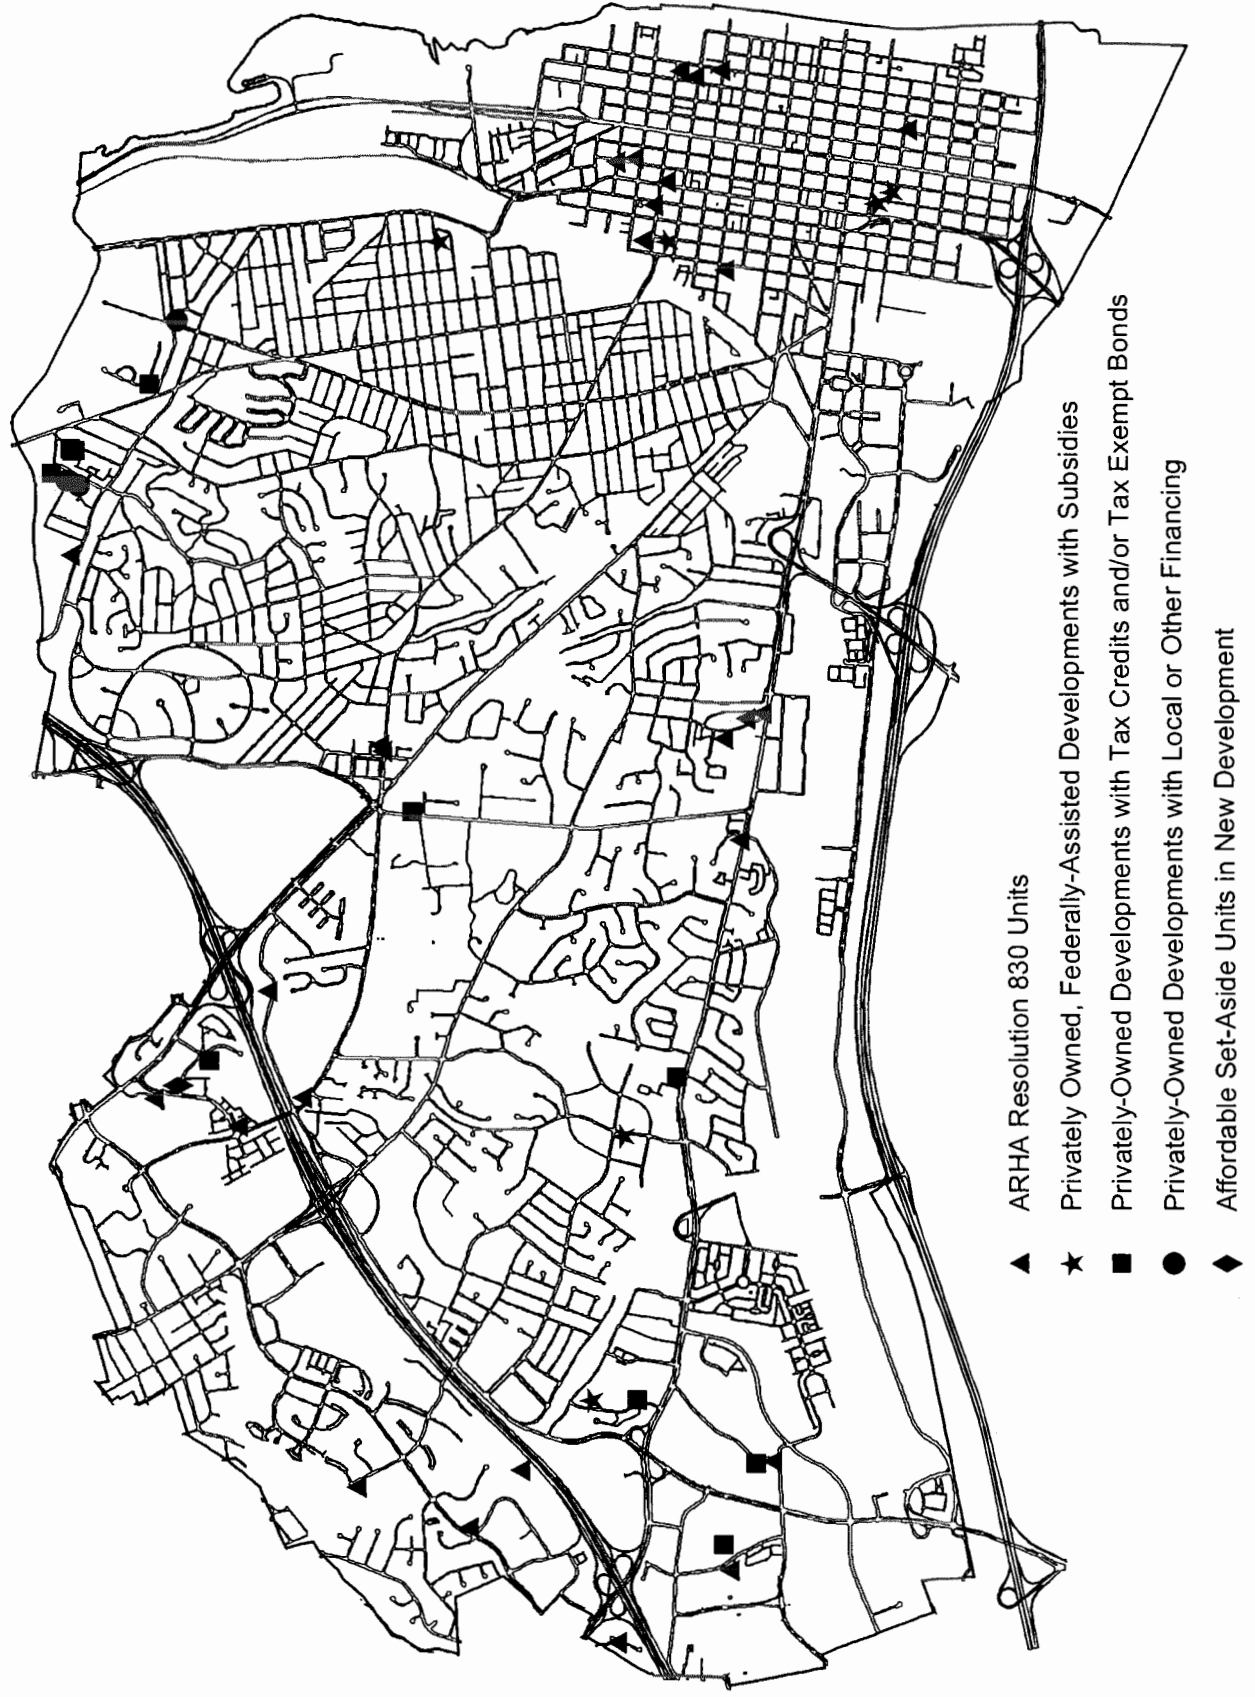 ARHA Resolution 830 Units
Privately Owned, Federally-Assisted Developments with Subsidies
Privately-Owned Developments with Tax Credits and/or Tax Exempt Bonds
Privately-Owned Developments with Local or Other Financing
Affordable Set-Aside Units in New Development